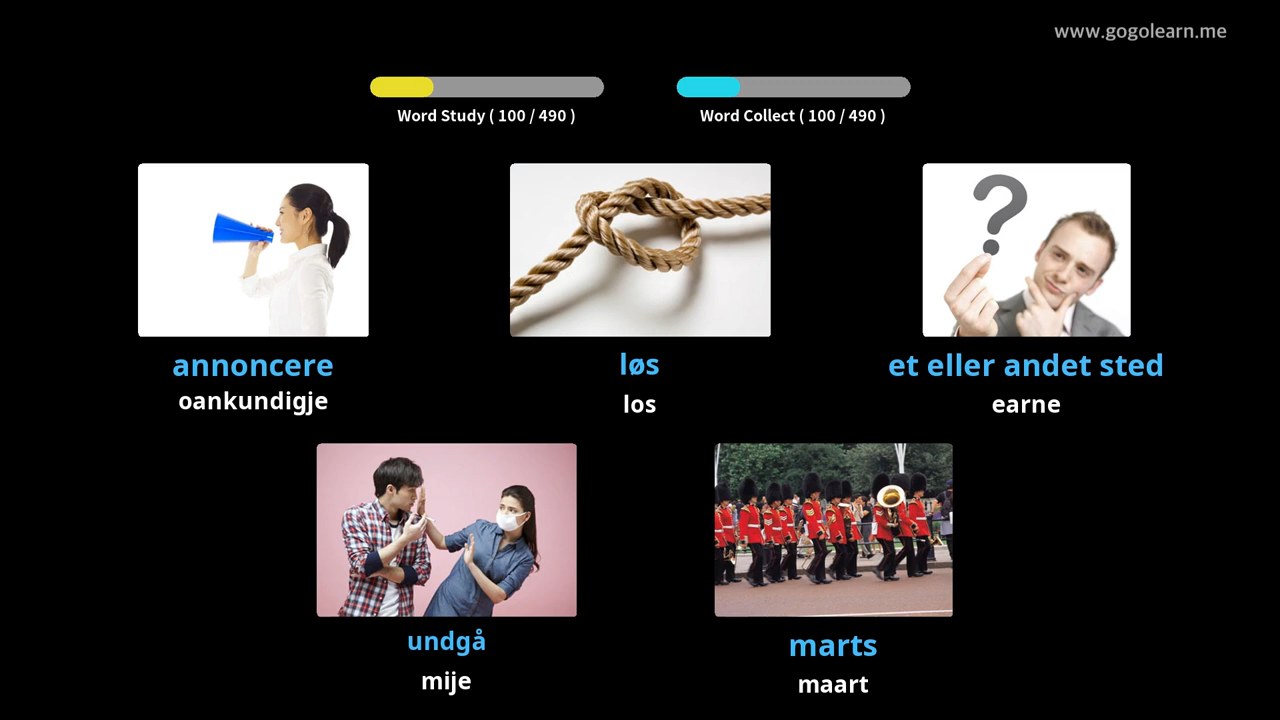 www.gogolearn.me
Word Study ( 100 / 490 )
Word Collect ( 100 / 490 )
annoncere
oankundigje
løs
los
et eller andet sted
earne
undgå
mije
marts
maart